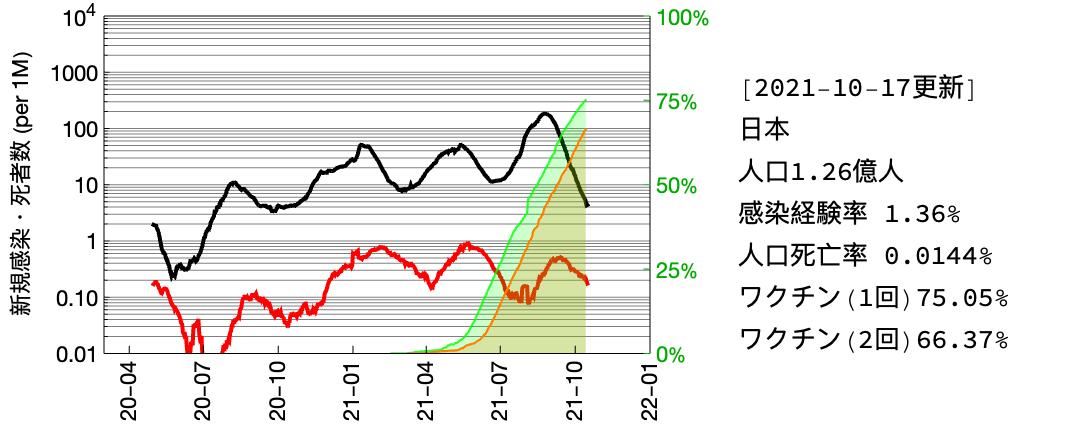 新規感染・死者数 (per 1M)
10^4
1000
100
10
1
0.10
0.01
100%
75%
50%
25%
0%
20-04
20-07
20-10
21-01
21-04
21-07
21-10
22-01
[2021-10-17更新]
日本
人口1.26億人
感染経験率 1.36%
人口死亡率 0.0144%
ワクチン(1回)75.05%
ワクチン(2回)66.37%